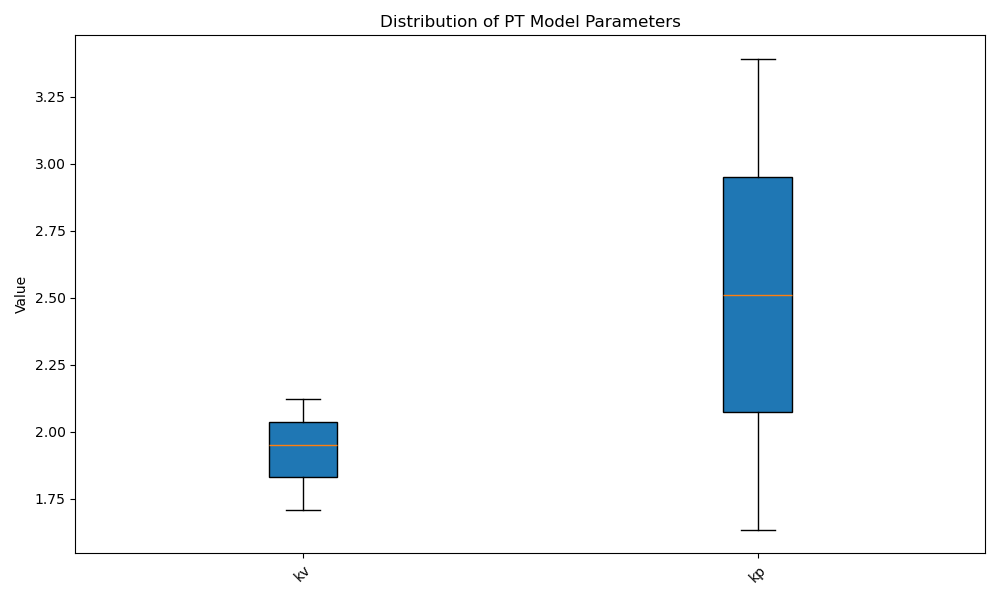 Distribution of PT Model Parameters
Value
3.25
3.00
2.75
2.50
2.25
2.00
1.75
kv
kp